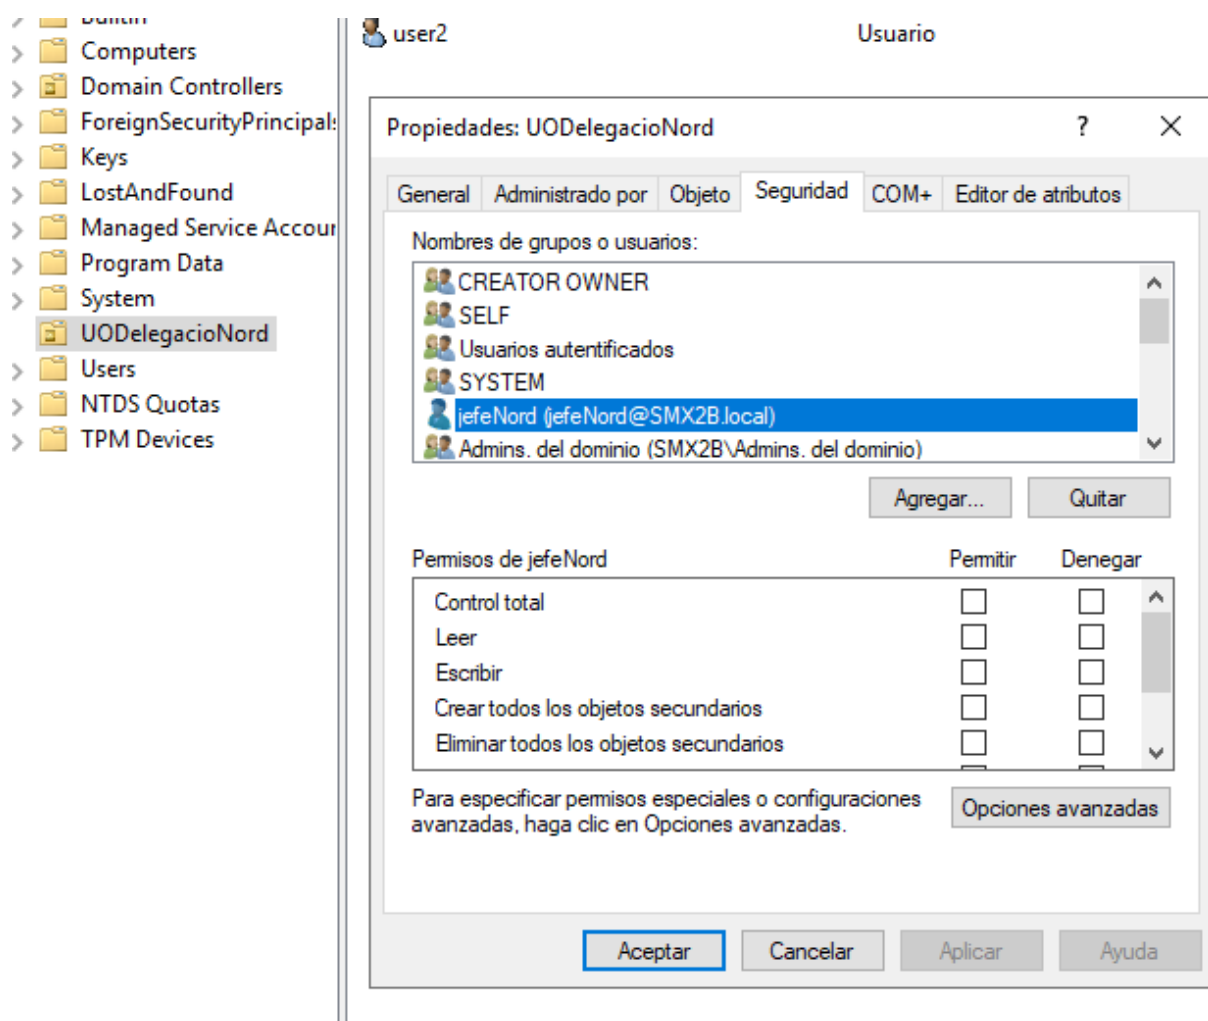 Builtin
Computers
Domain Controllers
ForeignSecurityPrincipals
Keys
LostAndFound
Managed Service Accour
Program Data
System
UODelegacioNord
Users
NTDS Quotas
TPM Devices
user2 Usuario
Propiedades: UODelegacioNord ? X
General Administrado por Objeto Seguridad COM+ Editor de atributos
Nombres de grupos o usuarios:
CREATOR OWNER
SELF
Usuarios autentificados
SYSTEM
jefeNord (jefeNord@SMX2B.local)
Admins. del dominio (SMX2B\Admins. del dominio)
Agregar... Quitar
Permisos de jefeNord Permitir Denegar
Control total
Leer
Escribir
Crear todos los objetos secundarios
Eliminar todos los objetos secundarios
Para especificar permisos especiales o configuraciones
avanzadas, haga clic en Opciones avanzadas.
Opciones avanzadas
Aceptar Cancelar Aplicar Ayuda